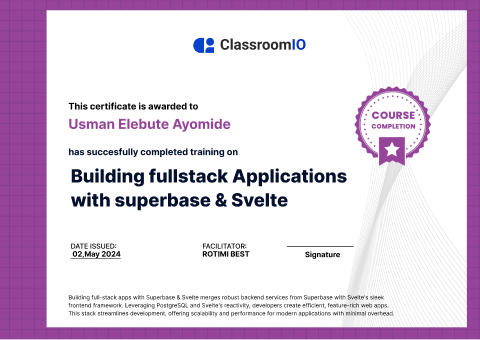 ClassroomIO
This certificate is awarded to
Usman Elebute Ayomide
COURSE
COMPLETION
has succesfully completed training on
Building fullstack Applications
with superbase & Svelte
DATE ISSUED:
02,May 2024
FACILITATOR:
ROTIMI BEST
Signature
Building full-stack apps with Superbase & Svelte merges robust backend services from Superbase with Svelte's sleek
frontend framework. Leveraging PostgreSQL and Svelte's reactivity, developers create efficient, feature-rich web apps.
This stack streamlines development, offering scalability and performance for modern applications with minimal overhead.